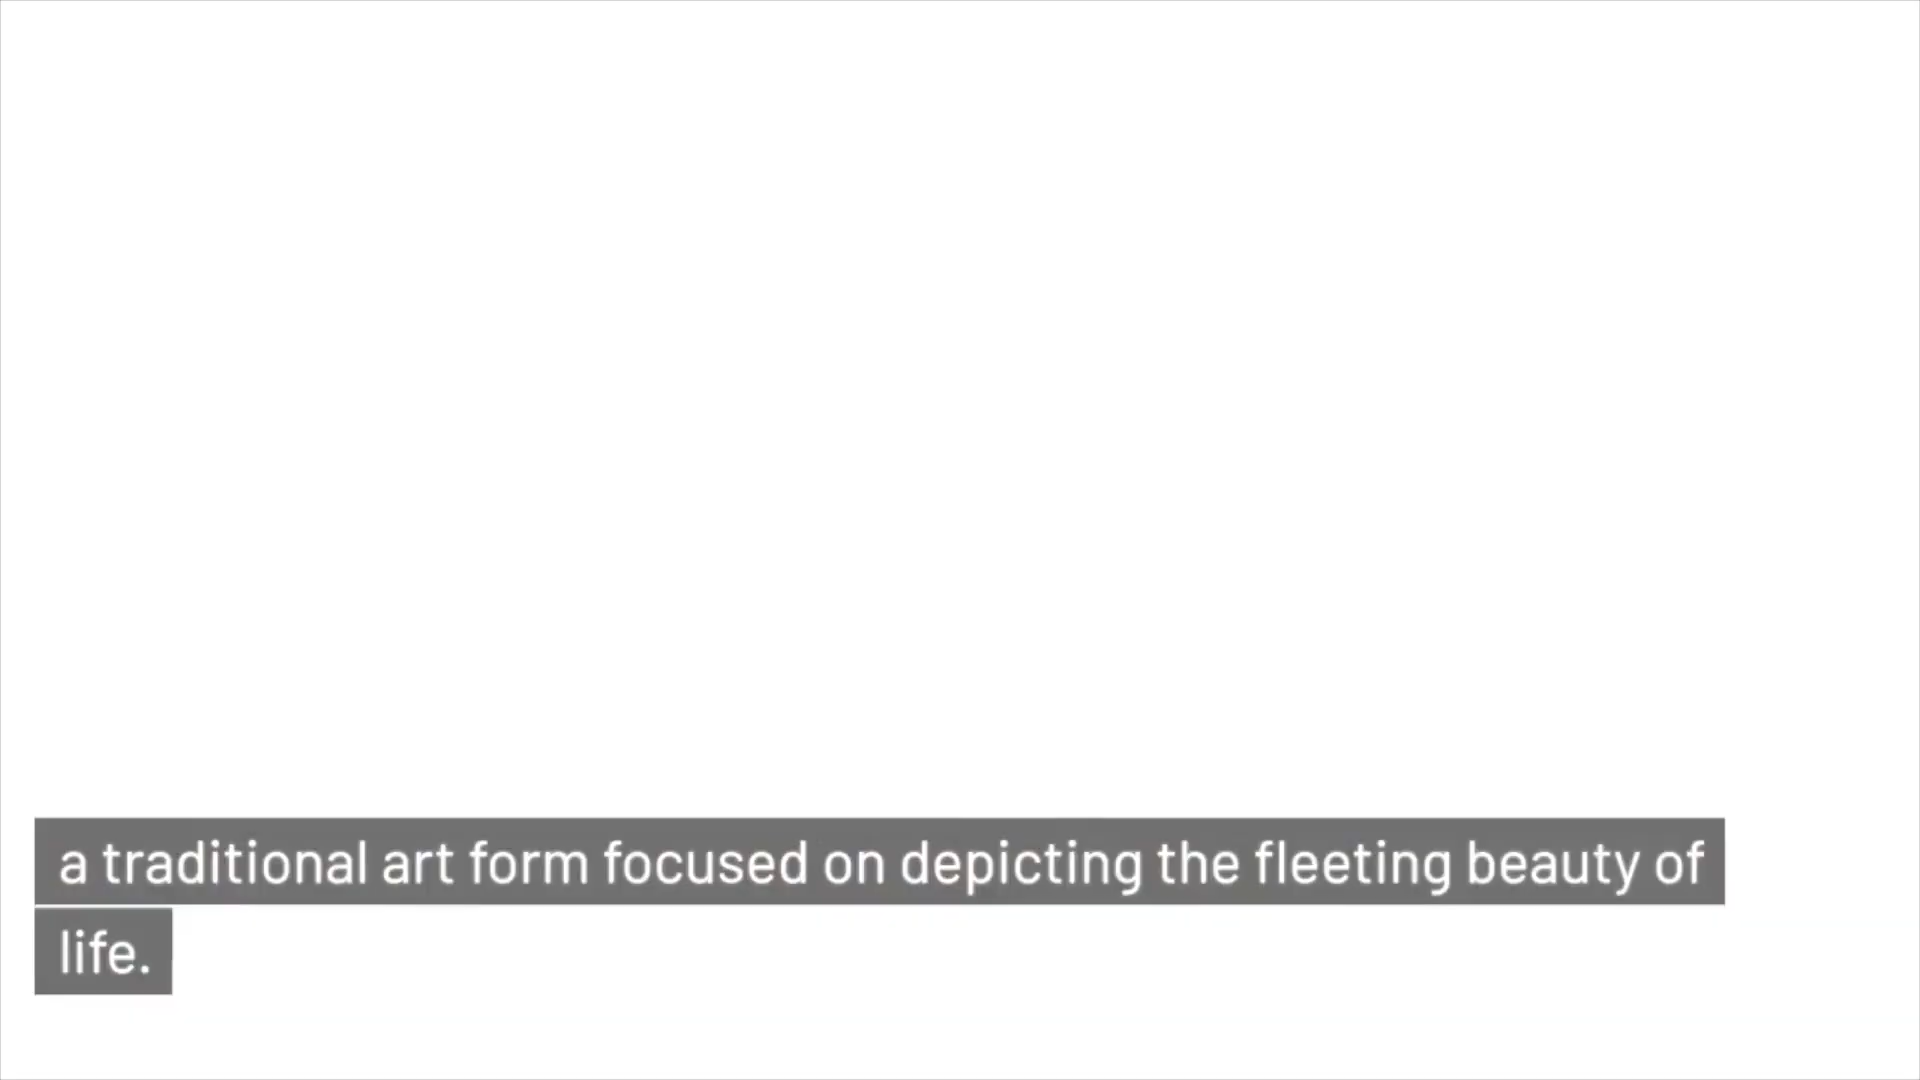 a traditional art form focused on depicting the fleeting beauty of
life.